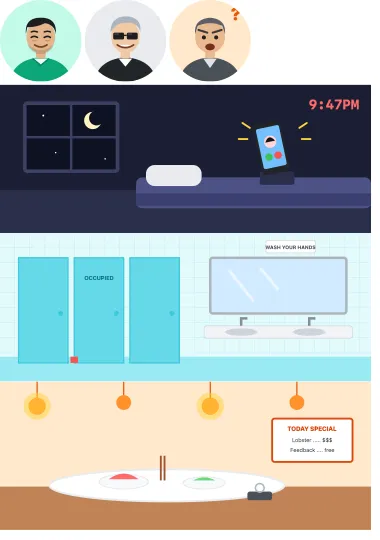 ?
9:47PM
WASH YOUR HANDS
OCCUPIED
TODAY SPECIAL
Lobster .... $$$
Feedback .... free